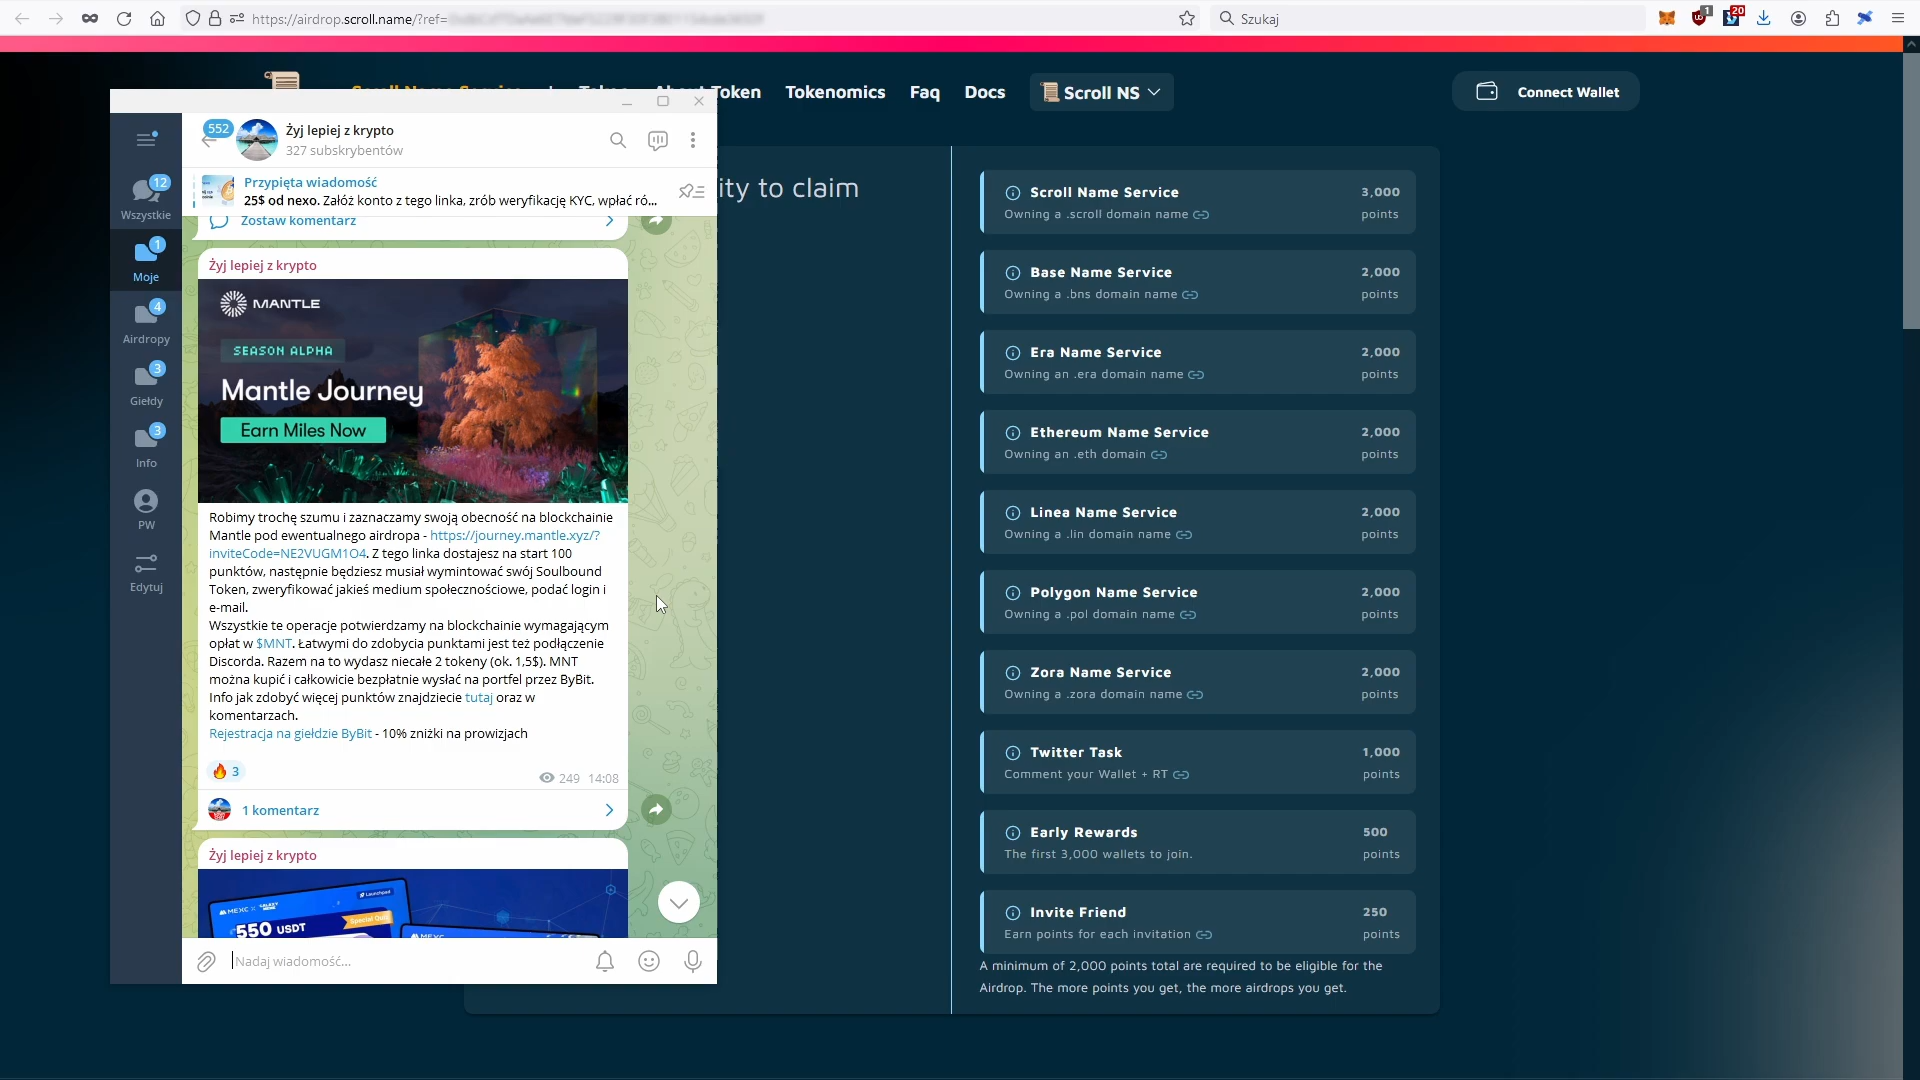 https://airdrop.scroll.name/?ref=
Szukaj
1
20
Token
Tokenomics
Faq
Docs
Scroll NS
Connect Wallet
552
Żyj lepiej z krypto
327 subskrybentów
12
Wszystkie
1
Moje
4
Airdropy
3
Giełdy
3
Info
PW
Edytuj
Przypięta wiadomość
25$ od nexo. Załóż konto z tego linka, zrób weryfikację KYC, wpłać ró...
Zostaw komentarz
Żyj lepiej z krypto
MANTLE
SEASON ALPHA
Mantle Journey
Earn Miles Now
Robimy trochę szumu i zaznaczamy swoją obecność na blockchainie
Mantle pod ewentualnego airdropa - https://journey.mantle.xyz/?
inviteCode=NE2VUGM1O4. Z tego linka dostajesz na start 100
punktów, następnie będziesz musiał wymintować swój Soulbound
Token, zweryfikować jakieś medium społecznościowe, podać login i
e-mail.
Wszystkie te operacje potwierdzamy na blockchainie wymagającym
opłat w $MNT. Łatwymi do zdobycia punktami jest też podłączenie
Discorda. Razem na to wydasz niecałe 2 tokeny (ok. 1,5$). MNT
można kupić i całkowicie bezpłatnie wysłać na portfel przez ByBit.
Info jak zdobyć więcej punktów znajdziecie tutaj oraz w
komentarzach.
Rejestracja na giełdzie ByBit - 10% zniżki na prowizjach
3
249 14:08
1 komentarz
Żyj lepiej z krypto
MEXC
Launchpad
Special Quiz
550 USDT
MEXC
Nadaj wiadomość...
ity to claim
Scroll Name Service
3,000
Owning a .scroll domain name
points
Base Name Service
2,000
Owning a .bns domain name
points
Era Name Service
2,000
Owning an .era domain name
points
Ethereum Name Service
2,000
Owning an .eth domain
points
Linea Name Service
2,000
Owning a .lin domain name
points
Polygon Name Service
2,000
Owning a .pol domain name
points
Zora Name Service
2,000
Owning a .zora domain name
points
Twitter Task
1,000
Comment your Wallet + RT
points
Early Rewards
500
The first 3,000 wallets to join.
points
Invite Friend
250
Earn points for each invitation
points
A minimum of 2,000 points total are required to be eligible for the
Airdrop. The more points you get, the more airdrops you get.